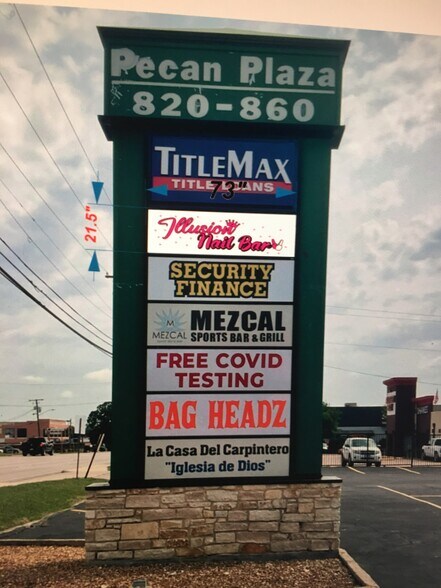 Pecan Plaza
820-860
TITLEMAX
TITLE LOANS
73"
21.5"
Illusion
Nail Bar
SECURITY
FINANCE
M
MEZCAL
MEZCAL
SPORTS BAR & GRILL
FREE COVID
TESTING
BAG HEADZ
La Casa Del Carpintero
"Iglesia de Dios"